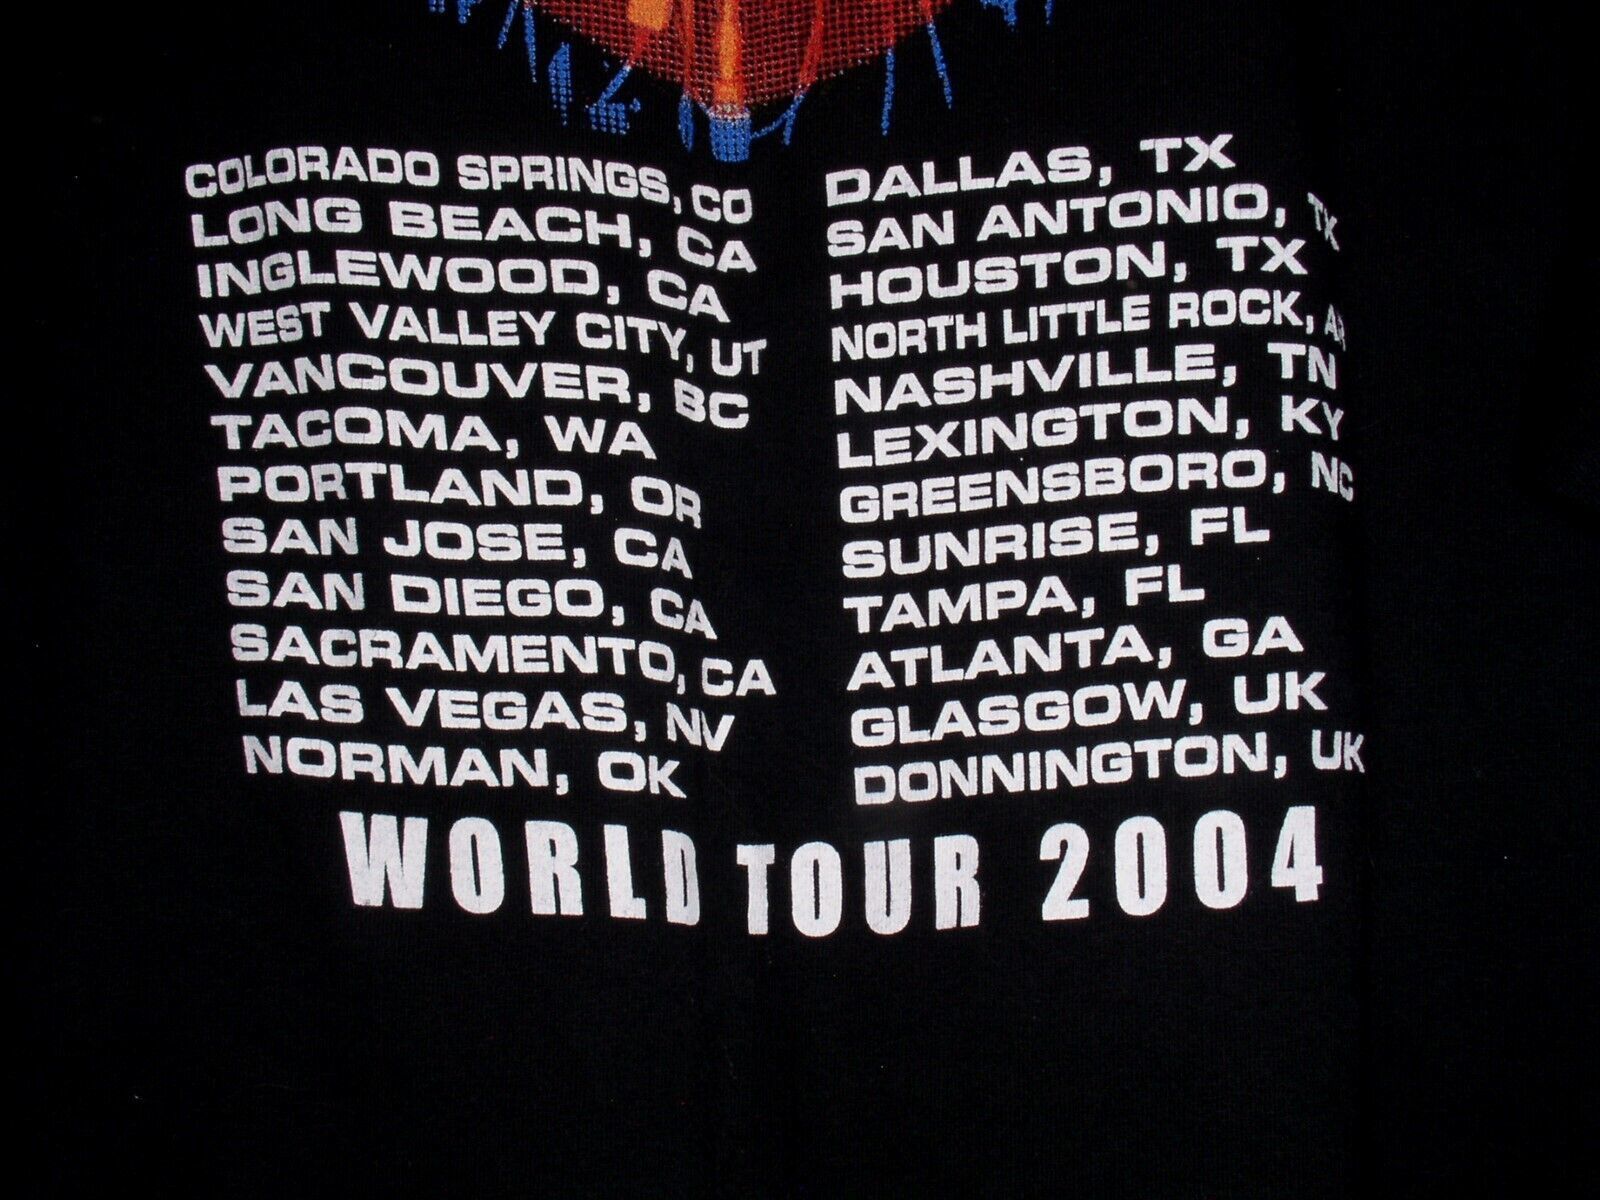 COLORADO SPRINGS, CO
LONG BEACH, CA
INGLEWOOD, CA
WEST VALLEY CITY, UT
VANCOUVER, BC
TACOMA, WA
PORTLAND, OR
SAN JOSE, CA
SAN DIEGO, CA
SACRAMENTO, CA
LAS VEGAS, NV
NORMAN, OK
DALLAS, TX
SAN ANTONIO, TX
HOUSTON, TX
NORTH LITTLE ROCK, AR
NASHVILLE, TN
LEXINGTON, KY
GREENSBORO, NC
SUNRISE, FL
TAMPA, FL
ATLANTA, GA
GLASGOW, UK
DONNINGTON, UK
WORLD TOUR 2004